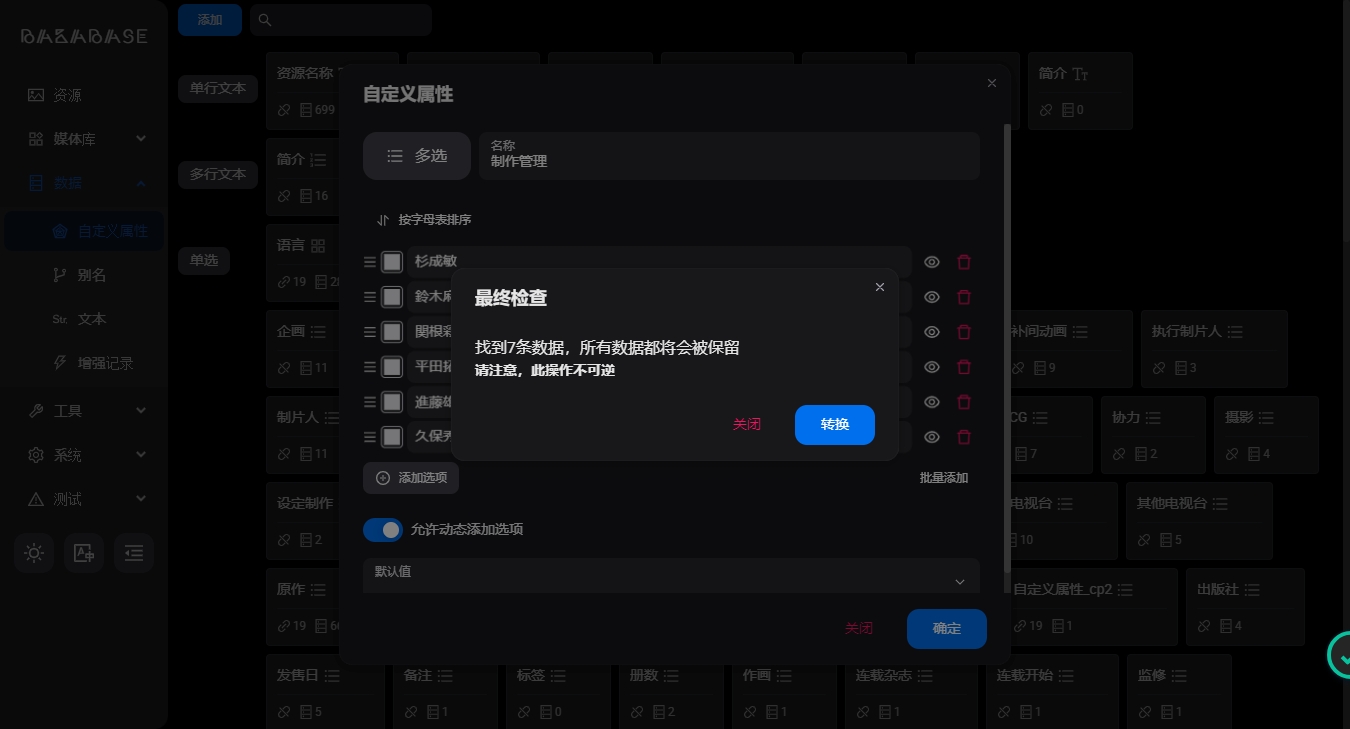 BAZABASE
资源
媒体库
数据
自定义属性
别名
Str. 文本
增强记录
工具
系统
测试
添加
单行文本
资源名称
699
简介
0
多行文本
简介
16
单选
语言
19
企画
11
补间动画
9
执行制片人
3
制片人
11
CG
7
协力
2
摄影
4
设定制作
2
电视台
10
其他电视台
5
原作
19
自定义属性_cp2
19 1
出版社
4
发售日
5
备注
1
标签
0
册数
2
作画
1
连载杂志
1
连载开始
1
监修
1
自定义属性
多选
名称
制作管理
按字母表排序
杉成敏
鈴木
関根
平田
進藤
久保
添加选项
批量添加
允许动态添加选项
默认值
关闭
确定
最终检查
找到7条数据，所有数据都将会被保留
请注意，此操作不可逆
关闭
转换